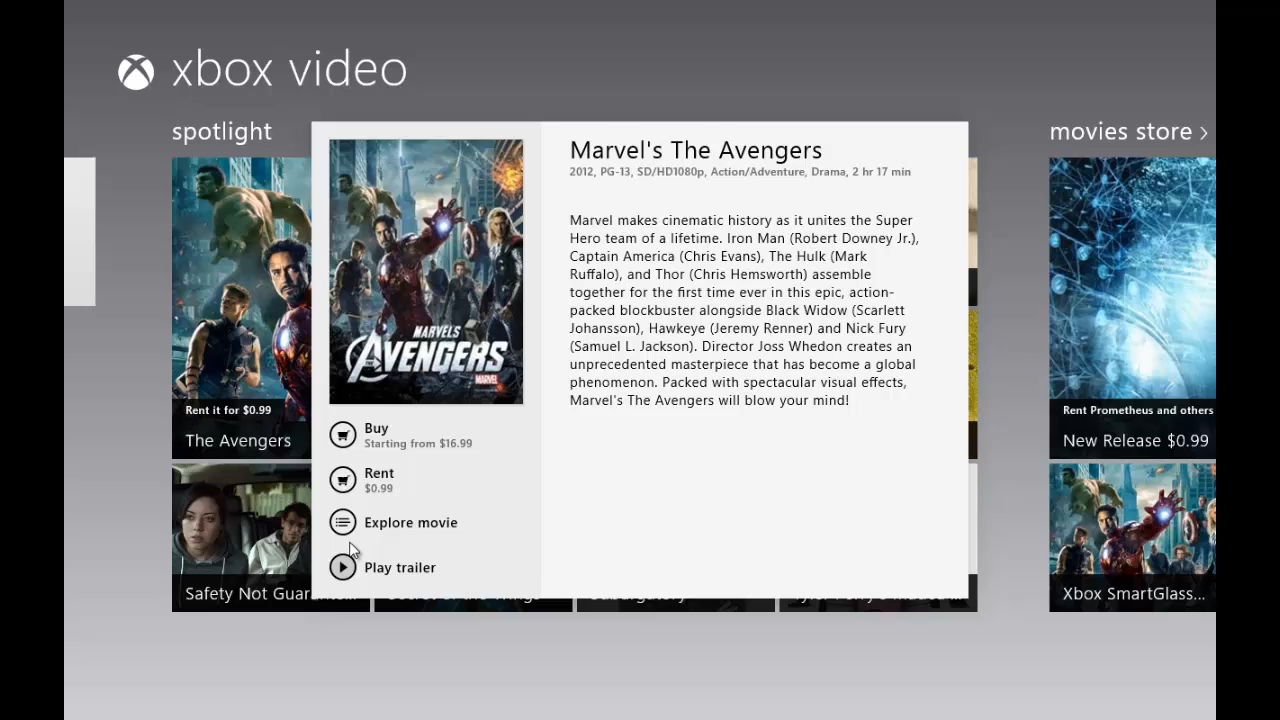 xbox video
spotlight
movies store
Marvel's The Avengers
2012, PG-13, SD/HD1080p, Action/Adventure, Drama, 2 hr 17 min
Marvel makes cinematic history as it unites the Super
Hero team of a lifetime. Iron Man (Robert Downey Jr.),
Captain America (Chris Evans), The Hulk (Mark
Ruffalo), and Thor (Chris Hemsworth) assemble
together for the first time ever in this epic, action-
packed blockbuster alongside Black Widow (Scarlett
Johansson), Hawkeye (Jeremy Renner) and Nick Fury
(Samuel L. Jackson). Director Joss Whedon creates an
unprecedented masterpiece that has become a global
phenomenon. Packed with spectacular visual effects,
Marvel's The Avengers will blow your mind!
MARVEL'S
AVENGERS
MARVEL
Buy
Starting from $16.99
Rent
$0.99
Explore movie
Play trailer
Rent it for $0.99
The Avengers
Rent Prometheus and others
New Release $0.99
Safety Not
Xbox SmartGlass...